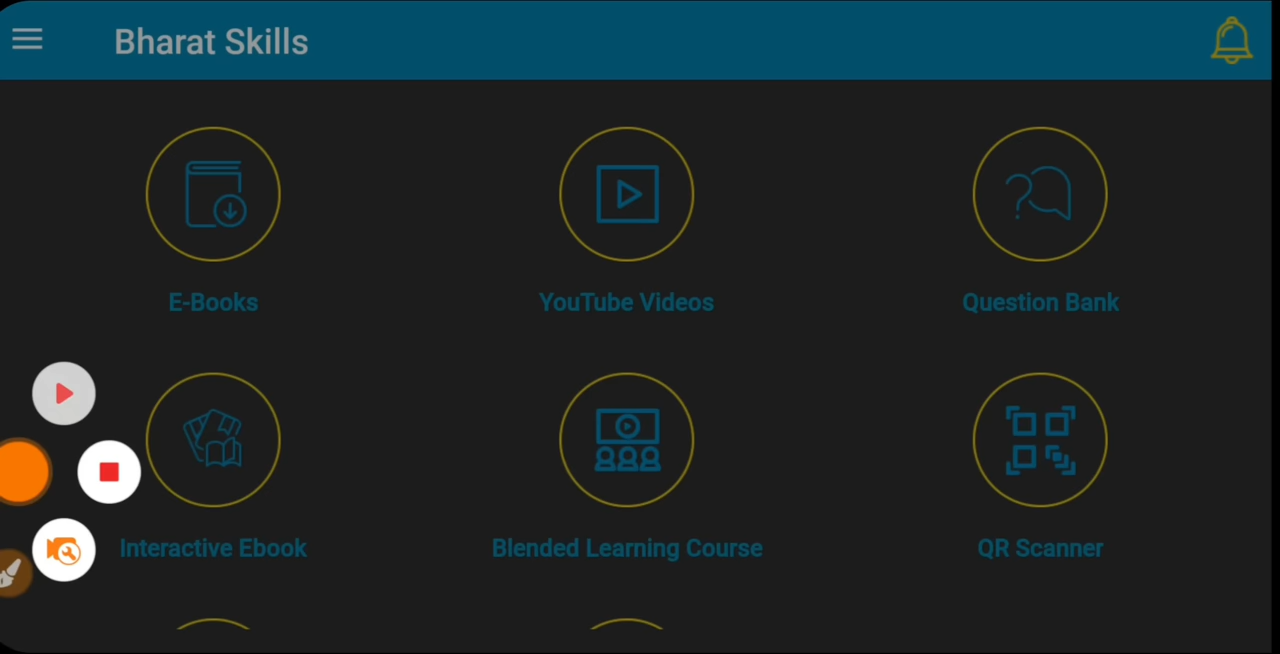 Bharat Skills
E-Books
YouTube Videos
Question Bank
Interactive Ebook
Blended Learning Course
QR Scanner